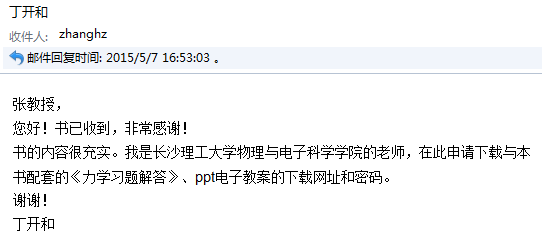 丁开和
收件人: zhanghz
邮件回复时间: 2015/5/7 16:53:03 。
张教授，
您好！书已收到，非常感谢！
书的内容很充实。我是长沙理工大学物理与电子科学学院的老师，在此申请下载与本
书配套的《力学习题解答》、ppt电子教案的下载网址和密码。
谢谢！
丁开和